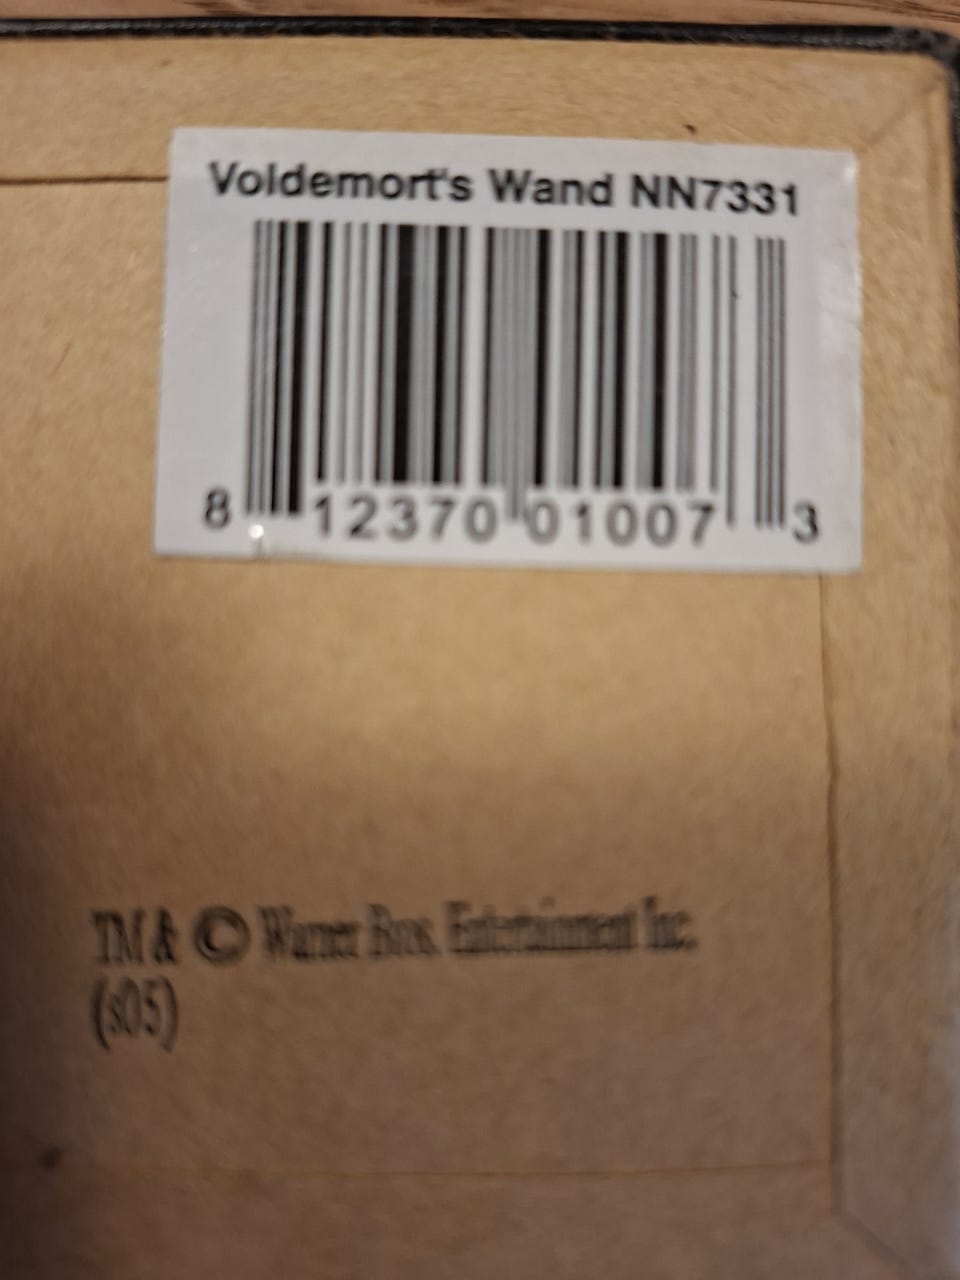 Voldemort's Wand NN7331
8 12370 01007 3
TM & © Warner Bros. Entertainment Inc.
(s05)